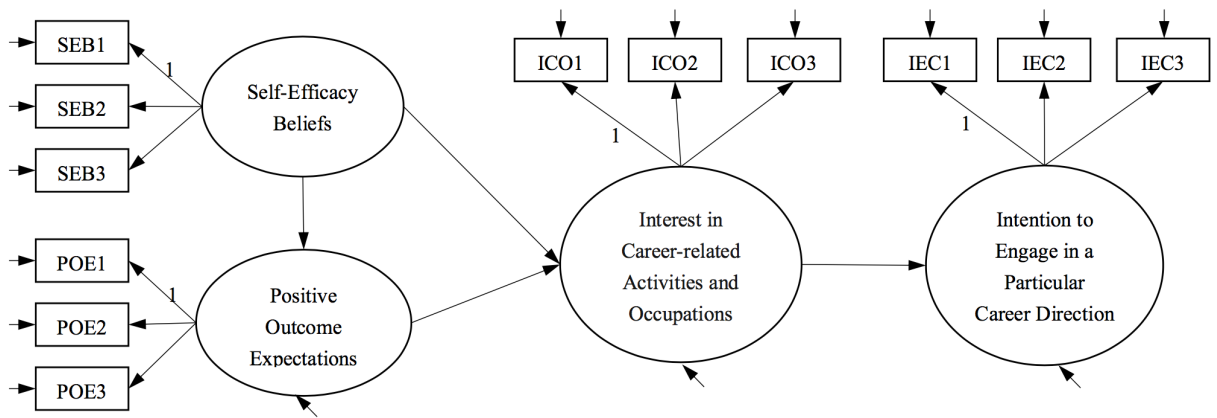 SEB1
1
SEB2
SEB3
Self-Efficacy
Beliefs
POE1
1
POE2
POE3
Positive
Outcome
Expectations
ICO1
ICO2
ICO3
1
Interest in
Career-related
Activities and
Occupations
IEC1
IEC2
IEC3
1
Intention to
Engage in a
Particular
Career Direction